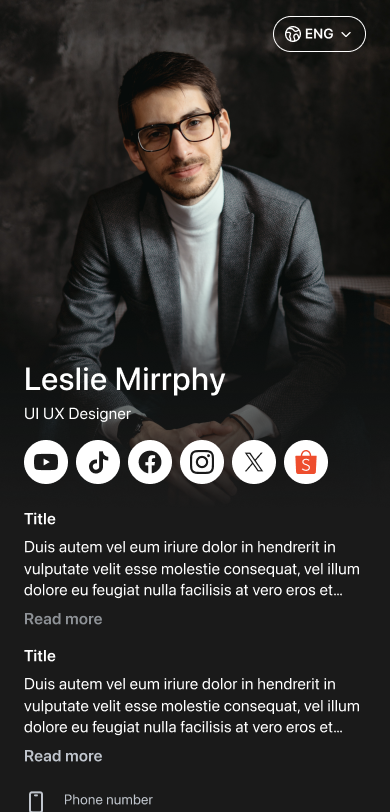 ENG
Leslie Mirrphy
UI UX Designer
Title
Duis autem vel eum iriure dolor in hendrerit in
vulputate velit esse molestie consequat, vel illum
dolore eu feugiat nulla facilisis at vero eros et...
Read more
Title
Duis autem vel eum iriure dolor in hendrerit in
vulputate velit esse molestie consequat, vel illum
dolore eu feugiat nulla facilisis at vero eros et...
Read more
Phone number